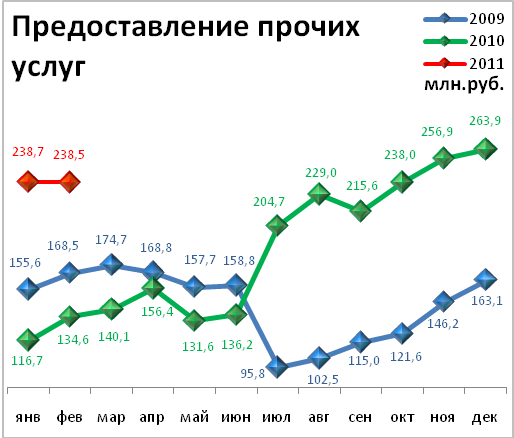 Предоставление прочих
услуг
2009
2010
2011
млн.руб.
238,7 238,5
155,6 168,5 174,7 168,8 157,7 158,8
116,7 134,6 140,1 156,4 131,6 136,2
204,7 229,0 215,6 238,0 256,9 263,9
95,8 102,5 115,0 121,6 146,2 163,1
янв фев мар апр май июн июл авг сен окт ноя дек